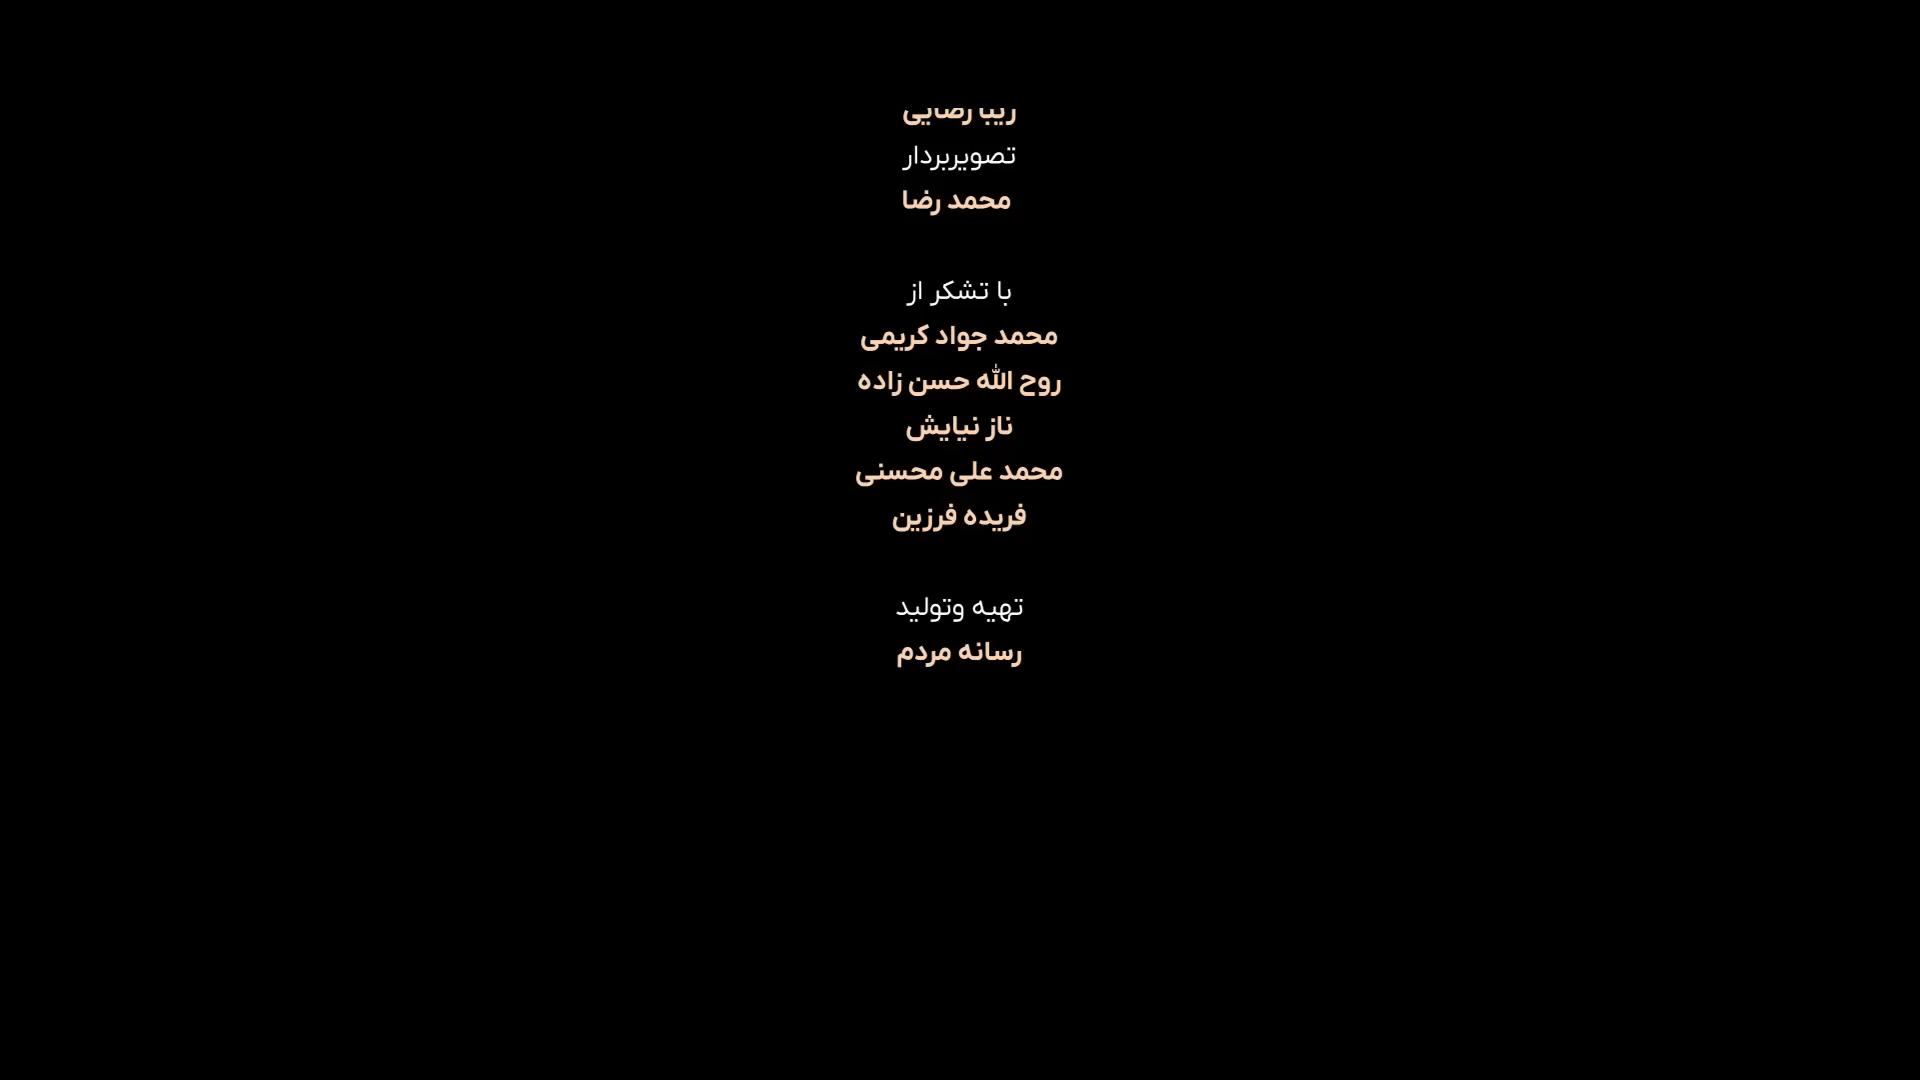 رضایی
تصویربردار
محمد رضا
با تشکر از
محمد جواد کریمی
روح الله حسن زاده
ناز نیایش
محمد علی محسنی
فریده فرزین
تهیه وتولید
رسانه مردم